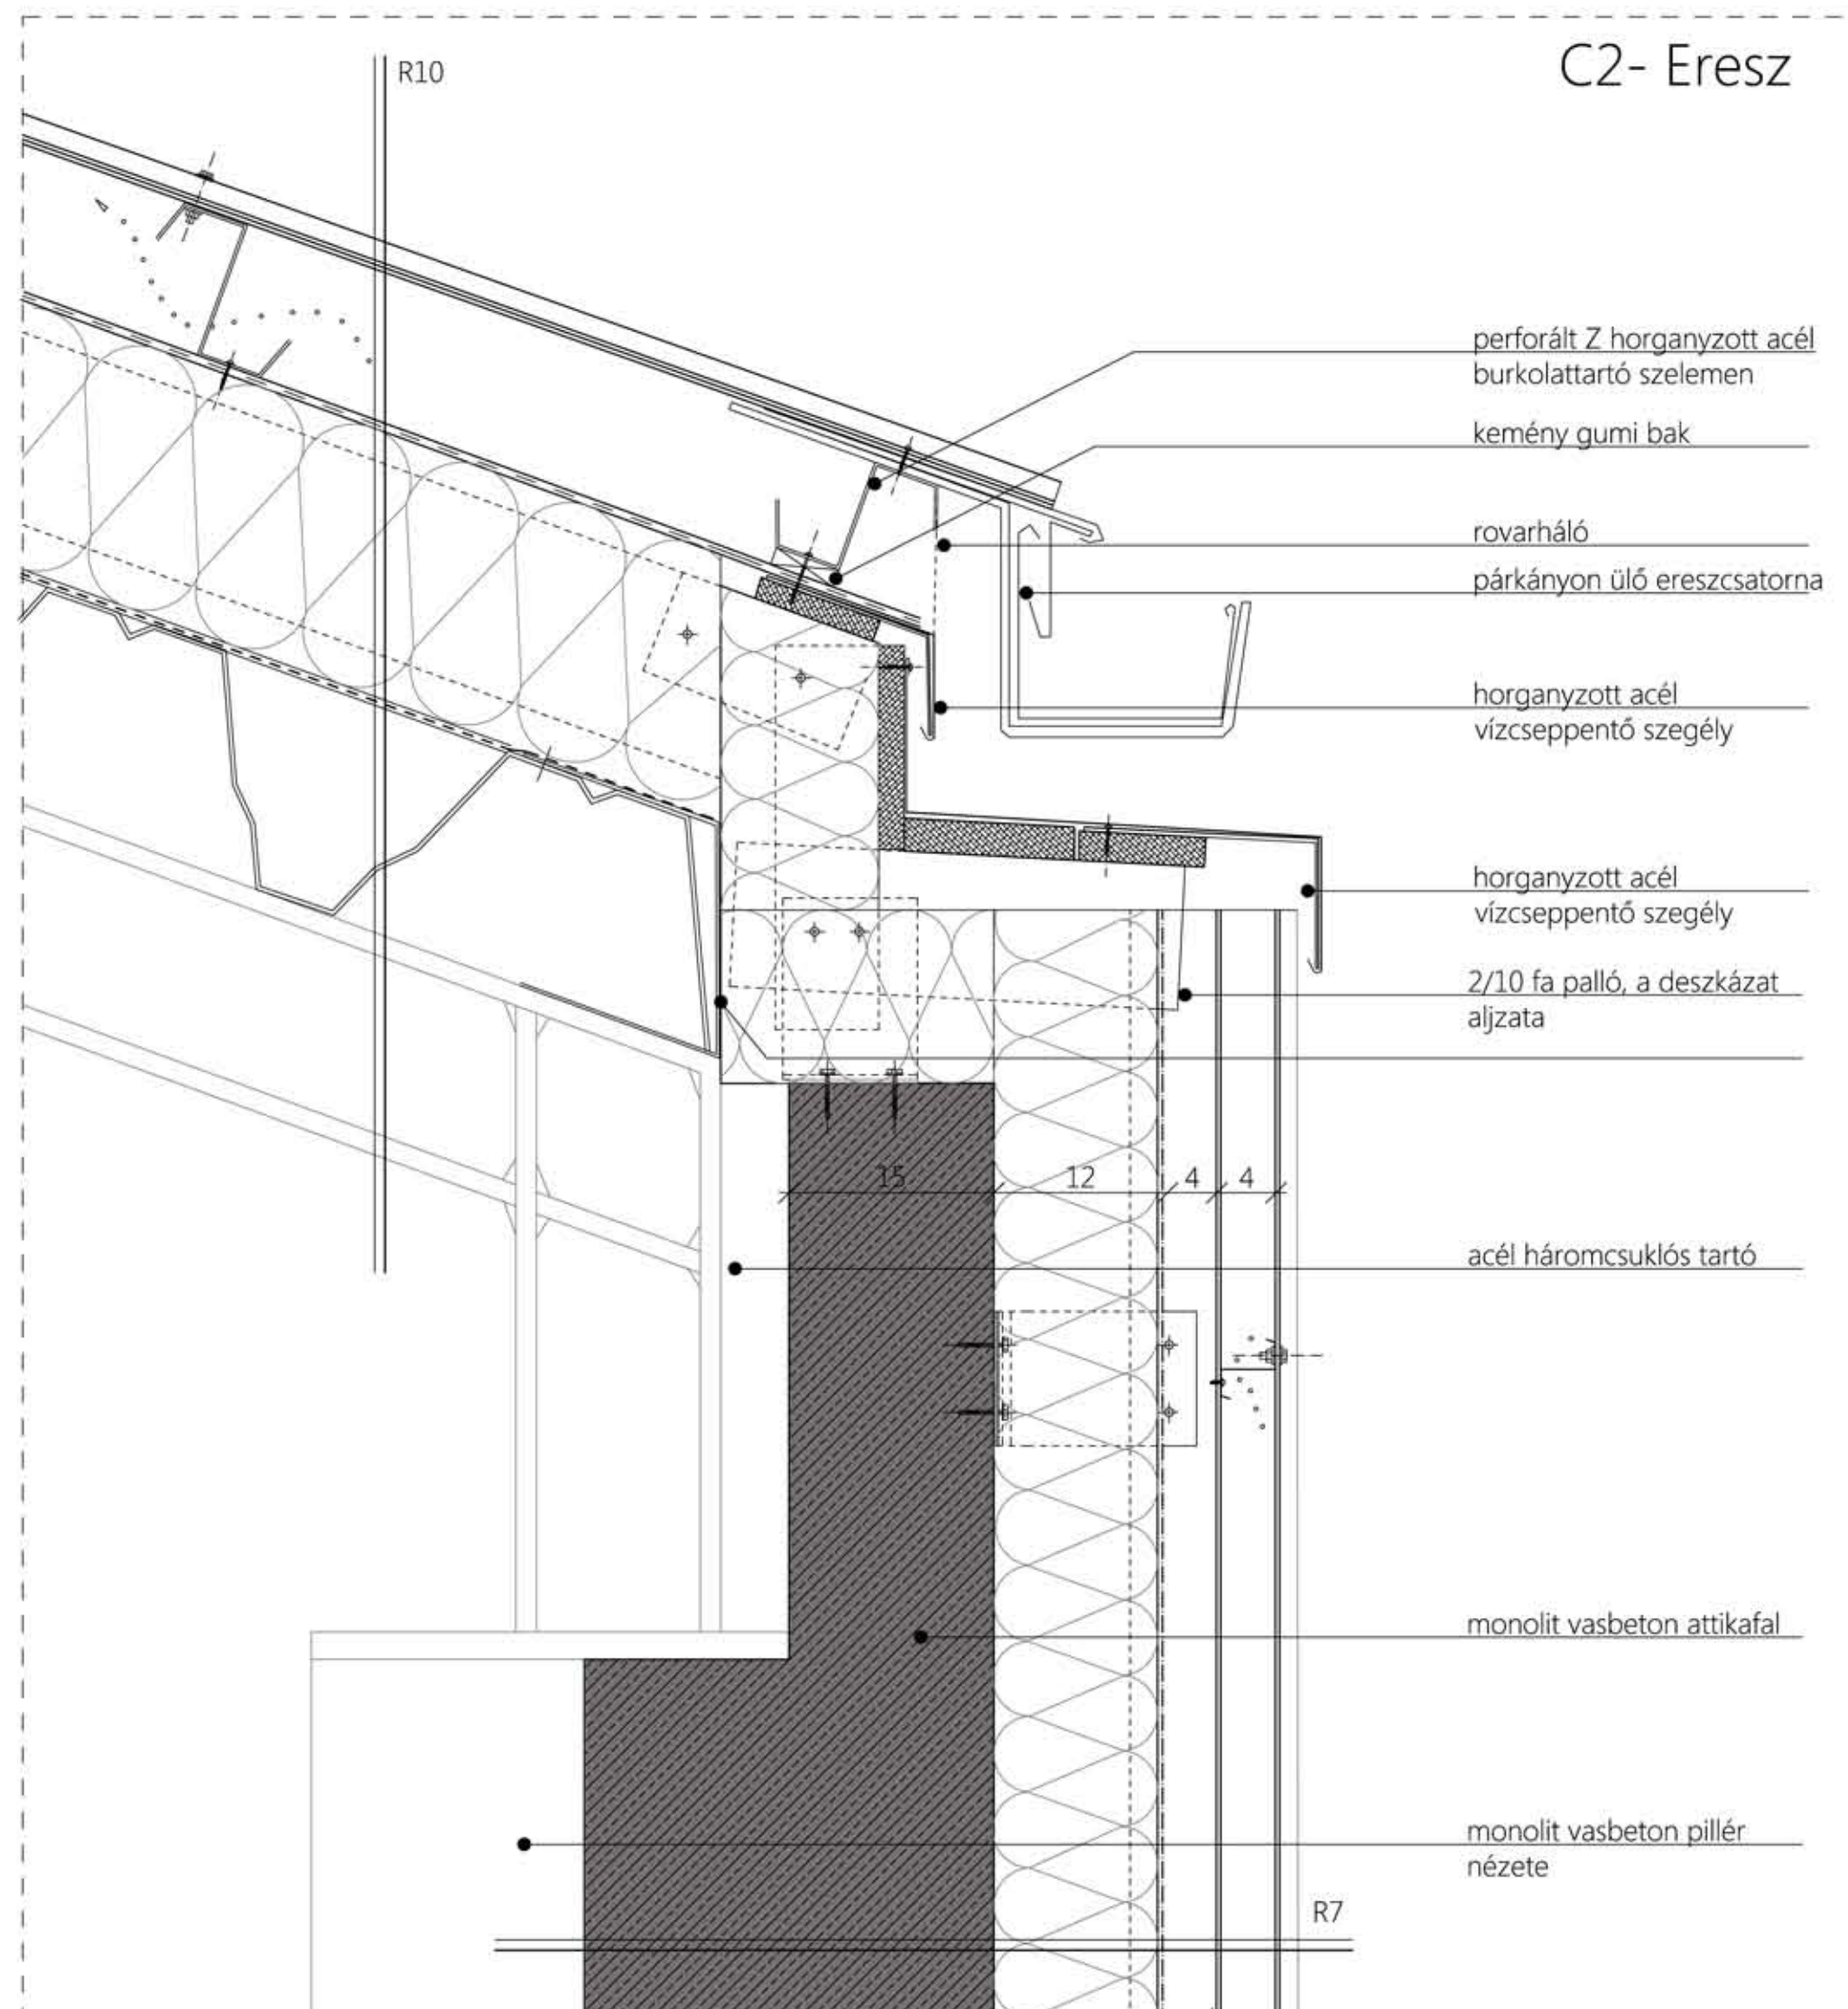 C2- Eresz
R10
perforált Z horganyzott acél
burkolattartó szelemen
kemény gumi bak
rovarháló
párkányon ülő ereszcsatorna
horganyzott acél
vízcseppentő szegély
horganyzott acél
vízcseppentő szegély
2/10 fa palló, a deszkázat
aljzata
15 12 4 4
acél háromcsuklós tartó
monolit vasbeton attikafal
monolit vasbeton pillér
nézete
R7